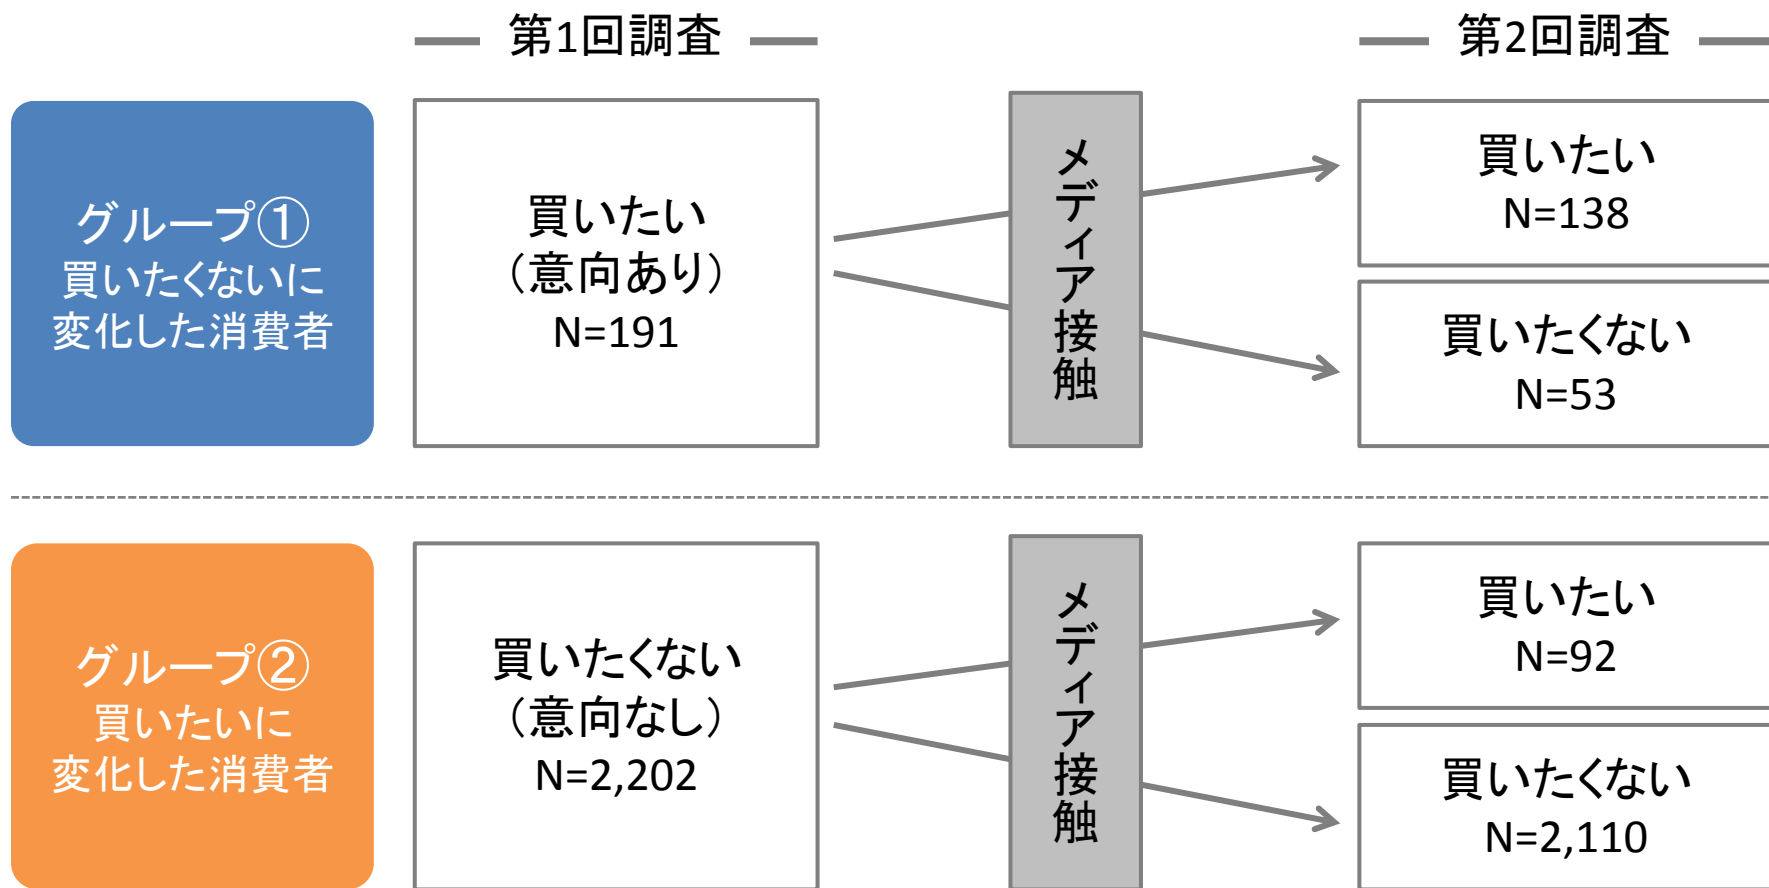 第1回調査
第2回調査
グループ①
買いたくないに
変化した消費者
買いたい
（意向あり）
N=191
メディア接触
買いたい
N=138
買いたくない
N=53
グループ②
買いたいに
変化した消費者
買いたくない
（意向なし）
N=2,202
メディア接触
買いたい
N=92
買いたくない
N=2,110